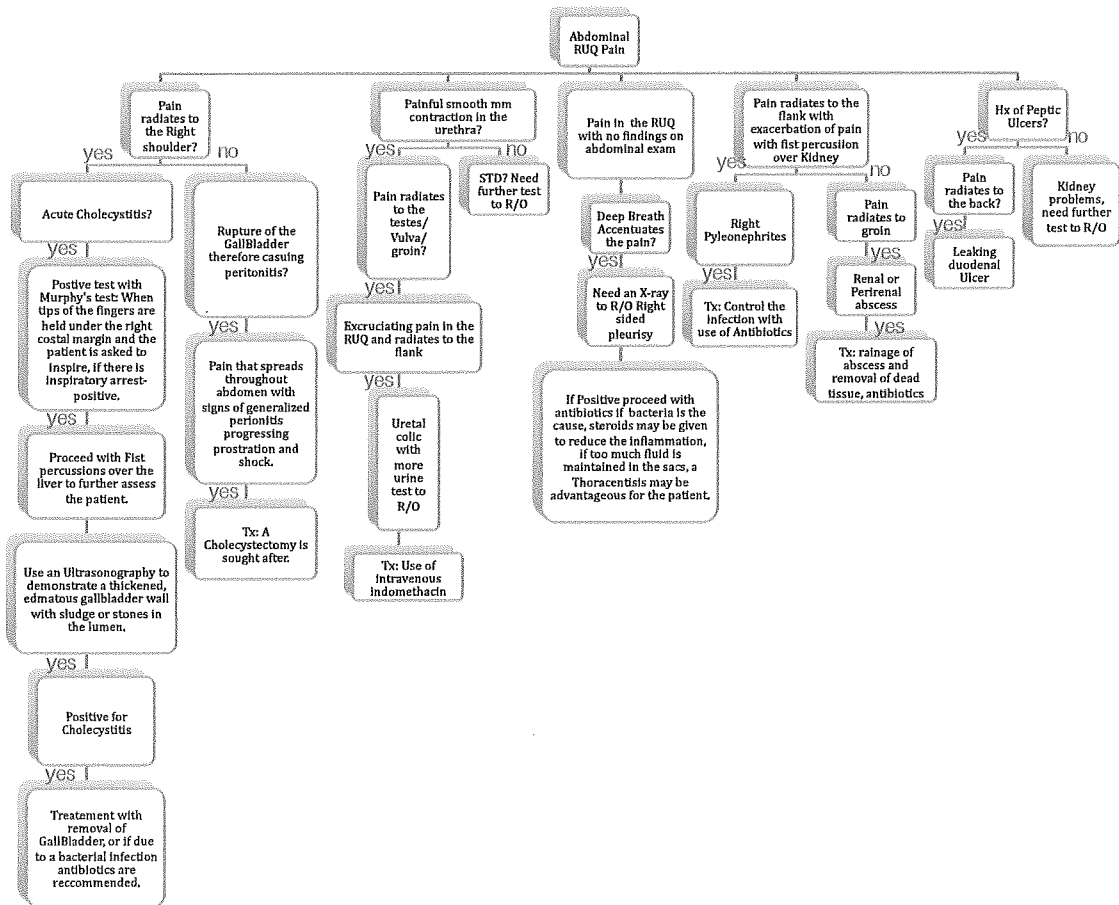 Abdominal
RUQ Pain
Pain
radiates to
the Right
shoulder?
yes
no
Acute Cholecystitis?
yes
Postive test with
Murphy's test: When
tips of the fingers are
held under the right
costal margin and the
patient is asked to
Inspire, if there is
inspiratory arrest-
positive.
yes
Proceed with Fist
percussions over the
liver to further assess
the patient.
Use an Ultrasonography to
demonstrate a thickened,
edmatous gallbladder wall
with sludge or stones in
the lumen.
yes
Positive for
Cholecystitis
yes
Treatement with
removal of
GallBladder, or if due
to a bacterial infection
antibiotics are
reccommended.
Rupture of the
GallBladder
therefore casuing
peritonitis?
yes
Pain that spreads
throughout
abdomen with
signs of generalized
perionitis
progressing
prostration and
shock.
yes
Tx: A
Cholecystectomy is
sought after.
Painful smooth mm
contraction in the
urethra?
yes
no
Pain radiates
to the
testes/
Vulva/
groin?
yes
STD? Need
further test
to R/O
Excruciating pain in the
RUQ and radiates to the
flank
yes
Uretal
colic
with
more
urine
test to
R/O
Tx: Use of
intravenous
indomethacin
Pain in the RUQ
with no findings on
abdominal exam
Deep Breath
Accentuates
the pain?
yes
Need an X-ray
to R/O Right
sided
pleurisy
If Positive proceed with
antibiotics if bacteria is the
cause, steroids may be given
to reduce the inflammation,
if too much fluid is
maintained in the sacs, a
Thoracentisis may be
advantageous for the patient.
Pain radiates to the
flank with
exacerbation of pain
with fist percusiion
over Kidney
yes
no
Right
Pyleonephrites
yes
Tx: Control the
infection with
use of Antibiotics
Pain
radiates to
groin
yes
Renal or
Perirenal
abscess
yes
Tx: rainage of
abscess and
removal of dead
tissue, antibiotics
Hx of Peptic
Ulcers?
yes
no
Pain
radiates to
the back?
yes
Leaking
duodenal
Ulcer
Kidney
problems,
need further
test to R/O